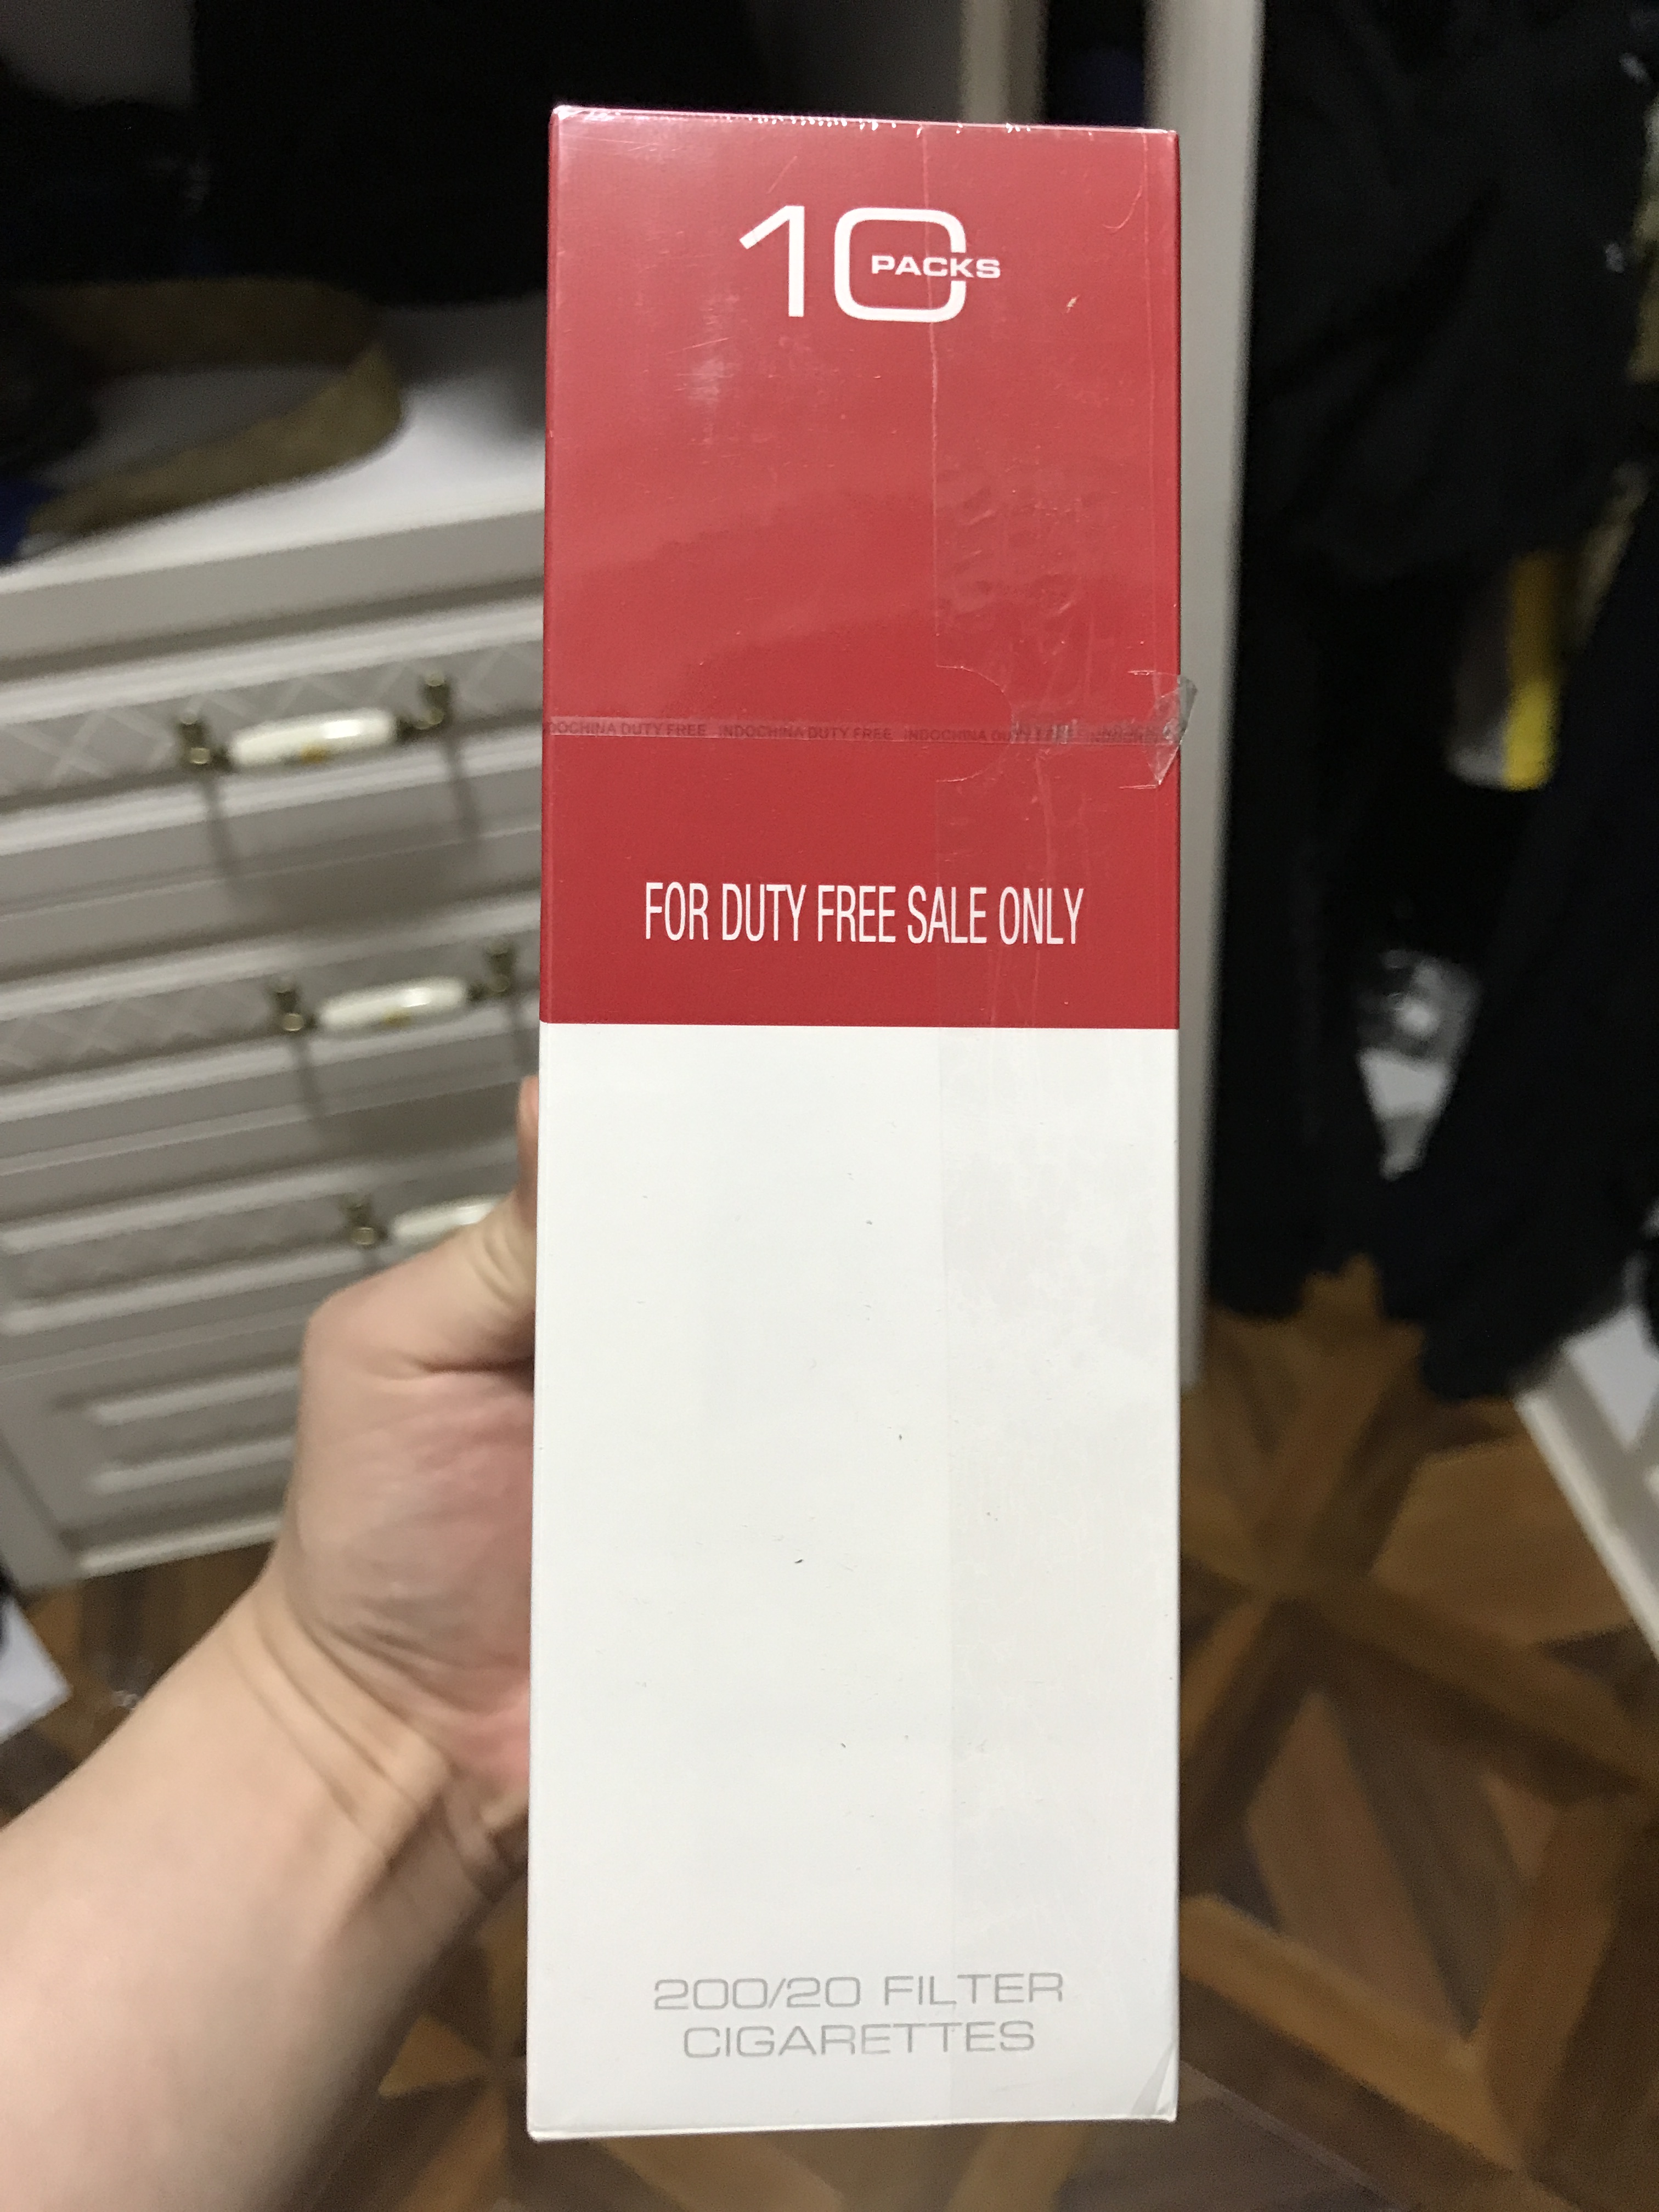 10 PACKS
DUTY FREE INDOCHINA DUTY FREE INDOCHINA
FOR DUTY FREE SALE ONLY
200/20 FILTER
CIGARETTES